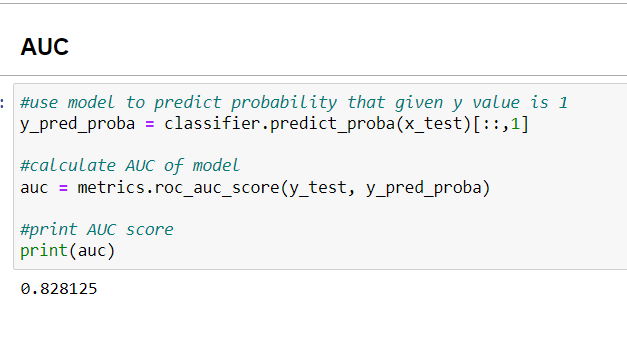 AUC
: #use model to predict probability that given y value is 1
y_pred_proba = classifier.predict_proba(x_test)[::,1]
#calculate AUC of model
auc = metrics.roc_auc_score(y_test, y_pred_proba)
#print AUC score
print(auc)
0.828125